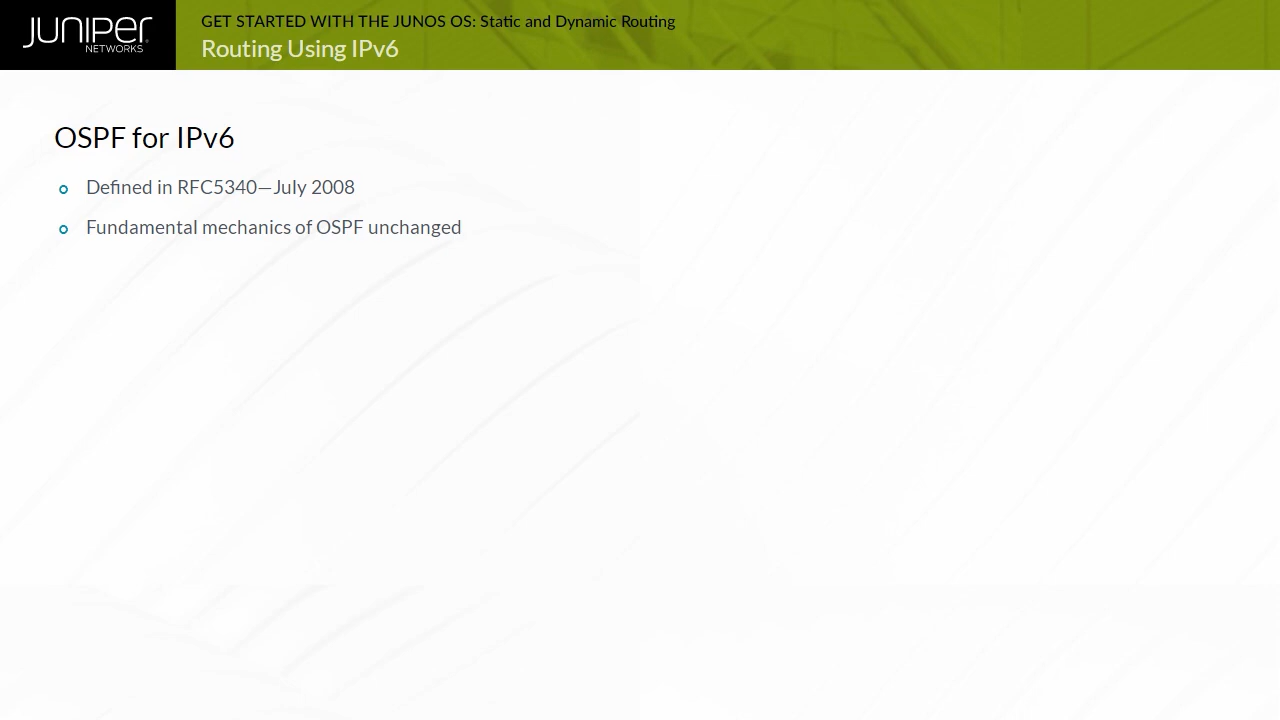 JUNIPEr
NETWORKS
GET STARTED WITH THE JUNOS OS: Static and Dynamic Routing
Routing Using IPv6
OSPF for IPv6
Defined in RFC5340—July 2008
Fundamental mechanics of OSPF unchanged